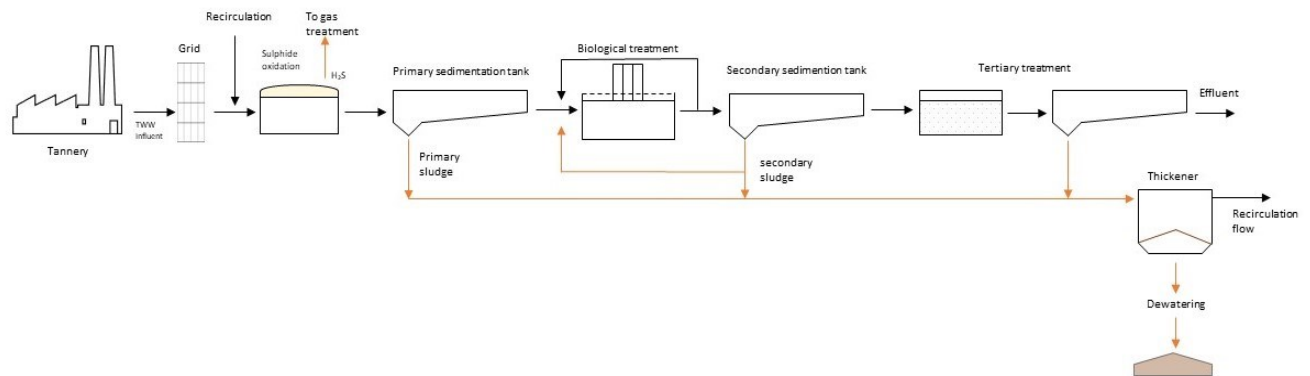 Recirculation
To gas
treatment
Grid
Sulphide
oxidation
H₂S
Biological treatment
Primary sedimentation tank
Secondary sedimention tank
Tertiary treatment
Effluent
TWW
Influent
Tannery
Primary
sludge
secondary
sludge
Thickener
Recirculation
flow
Dewatering